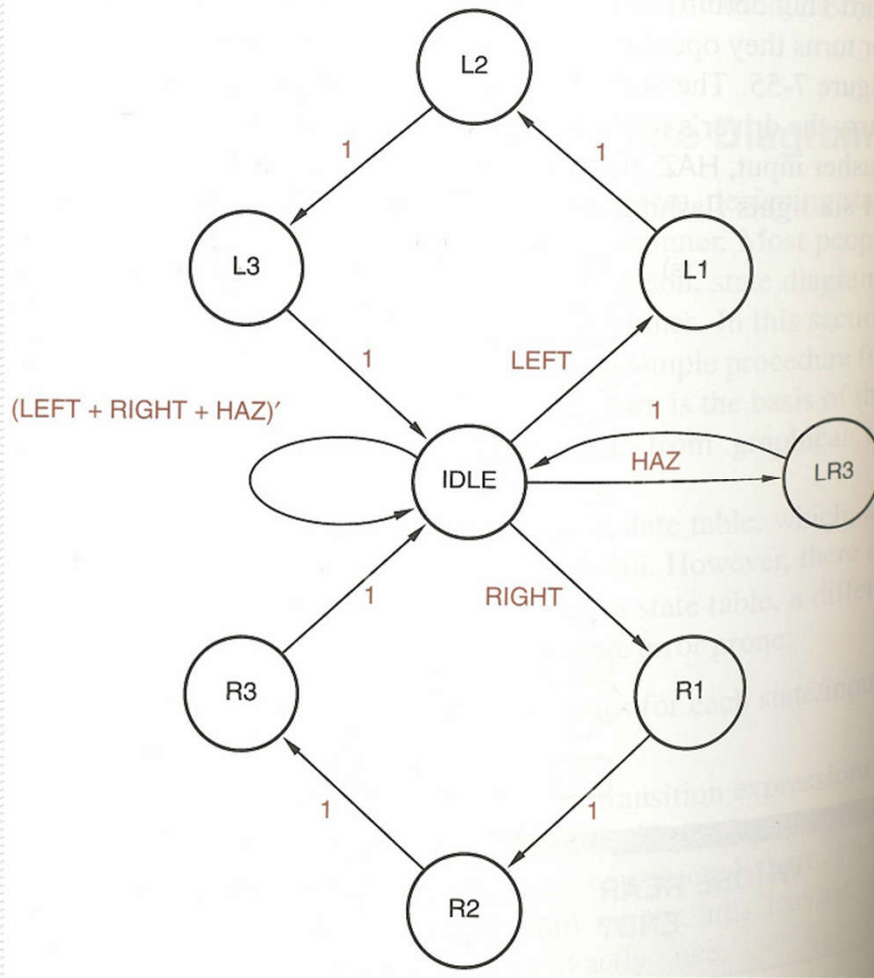 L2
1
1
L3
L1
1
LEFT
(LEFT + RIGHT + HAZ)′
1
HAZ
IDLE
LR3
1
RIGHT
R3
R1
1
1
R2